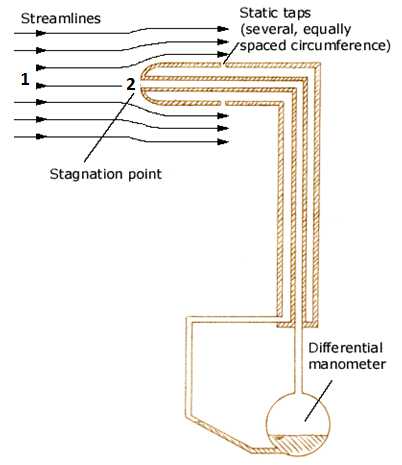 Streamlines
Static taps
(several, equally
spaced circumference)
1
2
Stagnation point
Differential
manometer